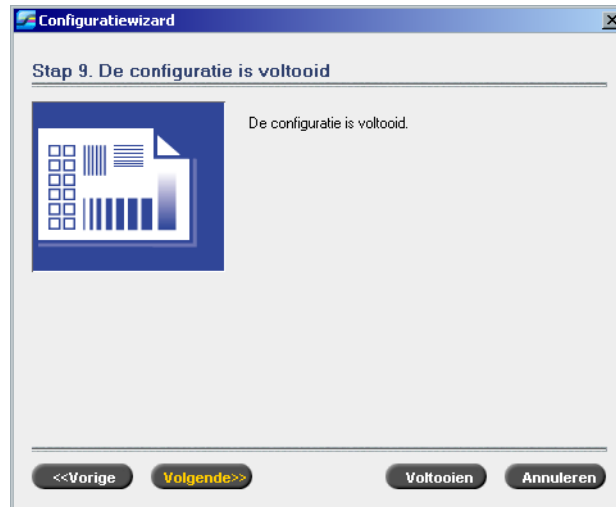 Configuratiewizard
Stap 9. De configuratie is voltooid
De configuratie is voltooid.
<<Vorige
Volgende>>
Voltooien
Annuleren